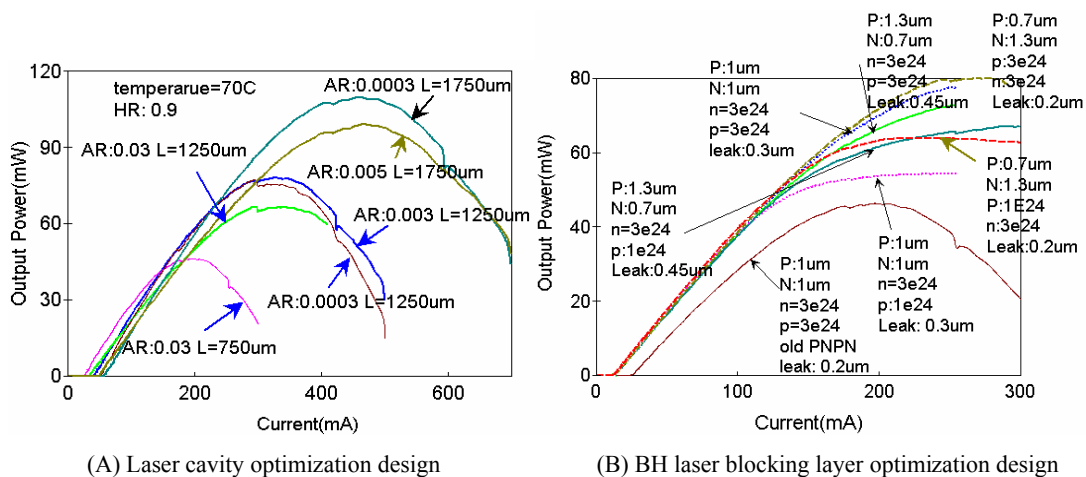 temperarue=70C
HR: 0.9
AR:0.0003 L=1750um
AR:0.03 L=1250um
AR:0.005 L=1750um
AR:0.003 L=1250um
AR:0.0003 L=1250um
AR:0.03 L=750um
120
90
60
30
0
Output Power(mW)
0
200
400
600
Current(mA)
(A) Laser cavity optimization design
P:1.3um
N:0.7um
n=3e24
p=3e24
Leak:0.45um
P:0.7um
N:1.3um
p:3e24
n=3e24
Leak:0.2um
P:1um
N:1um
n=3e24
p=3e24
leak:0.3um
P:1.3um
N:0.7um
n=3e24
p:1e24
Leak:0.45um
P:0.7um
N:1.3um
P:1E24
n=3e24
Leak:0.2um
P:1um
N:1um
n=3e24
p=3e24
old PNPN
leak: 0.2um
P:1um
N:1um
n=3e24
p:1e24
Leak: 0.3um
80
60
40
20
0
Output Power(mW)
0
100
200
300
Current(mA)
(B) BH laser blocking layer optimization design